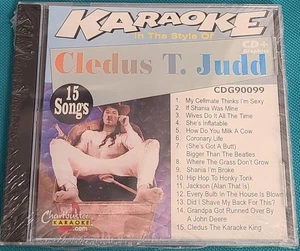 KARAOKE
In The Style Of
CD+
Cledus T. Judd
CDG90099
15
Songs
1. My Cellmate Thinks I'm Sexy
2. If Shania Was Mine
3. Wives Do It All The Time
4. She's Inflatable
5. How Do You Milk A Cow
6. Coronary Life
7. (She's Got A Butt)
Bigger Than The Beatles
8. Where The Grass Don't Grow
9. Shania I'm Broke
10. Hip Hop To Honky Tonk
11. Jackson (Alan That Is)
12. Every Bulb In The House Is Blown
13. Did I Shave My Back For This?
14. Grandpa Got Runned Over By
A John Deere
15. Cledus The Karaoke King
Chartbuster
KARAOKE
.com